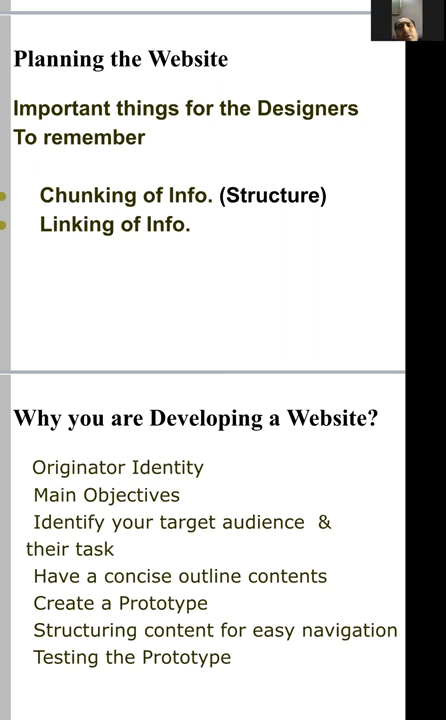 Planning the Website
Important things for the Designers
To remember
Chunking of Info. (Structure)
Linking of Info.
Why you are Developing a Website?
Originator Identity
Main Objectives
Identify your target audience &
their task
Have a concise outline contents
Create a Prototype
Structuring content for easy navigation
Testing the Prototype